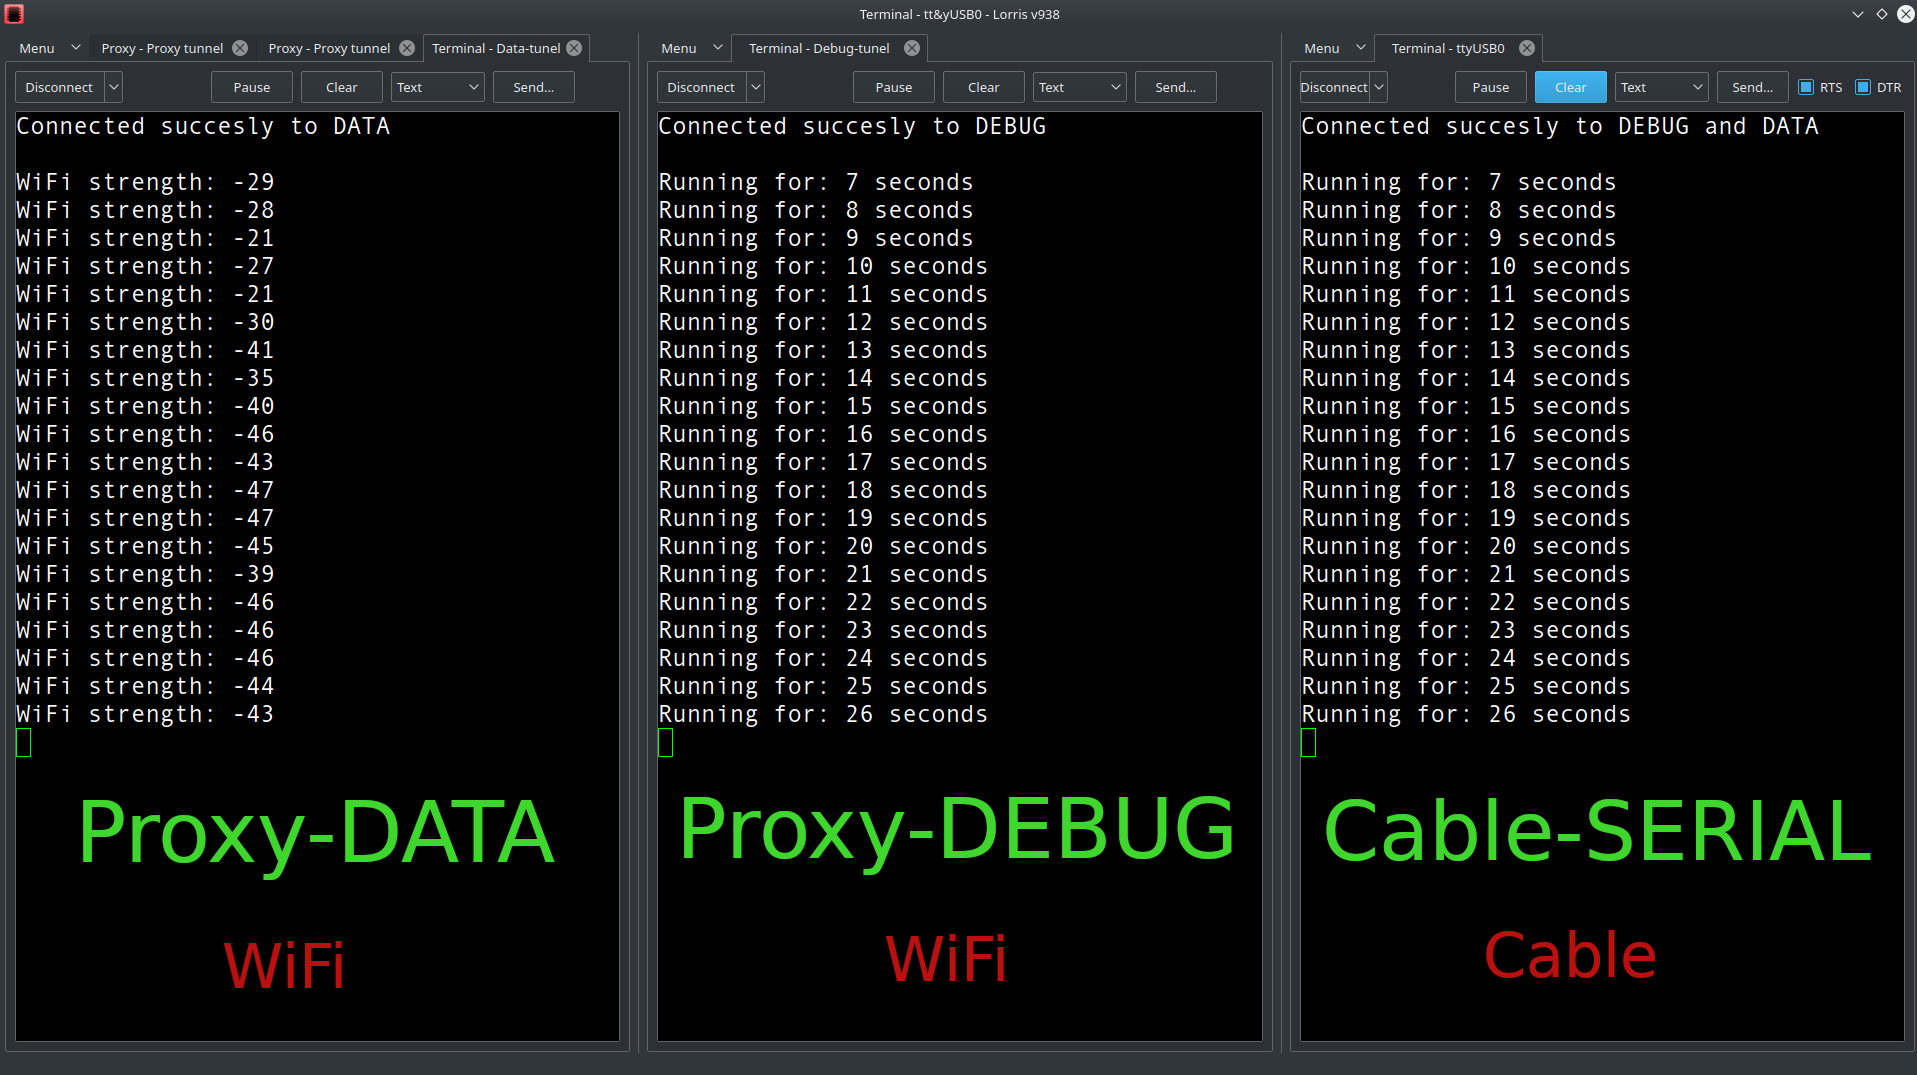 Terminal - tt&yUSB0 - Lorris v938
Menu Proxy - Proxy tunnel Proxy - Proxy tunnel Terminal - Data-tunel
Disconnect Pause Clear Text Send...
Connected succesly to DATA
WiFi strength: -29
WiFi strength: -28
WiFi strength: -21
WiFi strength: -27
WiFi strength: -21
WiFi strength: -30
WiFi strength: -41
WiFi strength: -35
WiFi strength: -40
WiFi strength: -46
WiFi strength: -43
WiFi strength: -47
WiFi strength: -47
WiFi strength: -45
WiFi strength: -39
WiFi strength: -46
WiFi strength: -46
WiFi strength: -46
WiFi strength: -44
WiFi strength: -43
Proxy-DATA
WiFi
Menu Terminal - Debug-tunel
Disconnect Pause Clear Text Send...
Connected succesly to DEBUG
Running for: 7 seconds
Running for: 8 seconds
Running for: 9 seconds
Running for: 10 seconds
Running for: 11 seconds
Running for: 12 seconds
Running for: 13 seconds
Running for: 14 seconds
Running for: 15 seconds
Running for: 16 seconds
Running for: 17 seconds
Running for: 18 seconds
Running for: 19 seconds
Running for: 20 seconds
Running for: 21 seconds
Running for: 22 seconds
Running for: 23 seconds
Running for: 24 seconds
Running for: 25 seconds
Running for: 26 seconds
Proxy-DEBUG
WiFi
Menu Terminal - ttyUSB0
Disconnect Pause Clear Text Send... RTS DTR
Connected succesly to DEBUG and DATA
Running for: 7 seconds
Running for: 8 seconds
Running for: 9 seconds
Running for: 10 seconds
Running for: 11 seconds
Running for: 12 seconds
Running for: 13 seconds
Running for: 14 seconds
Running for: 15 seconds
Running for: 16 seconds
Running for: 17 seconds
Running for: 18 seconds
Running for: 19 seconds
Running for: 20 seconds
Running for: 21 seconds
Running for: 22 seconds
Running for: 23 seconds
Running for: 24 seconds
Running for: 25 seconds
Running for: 26 seconds
Cable-SERIAL
Cable